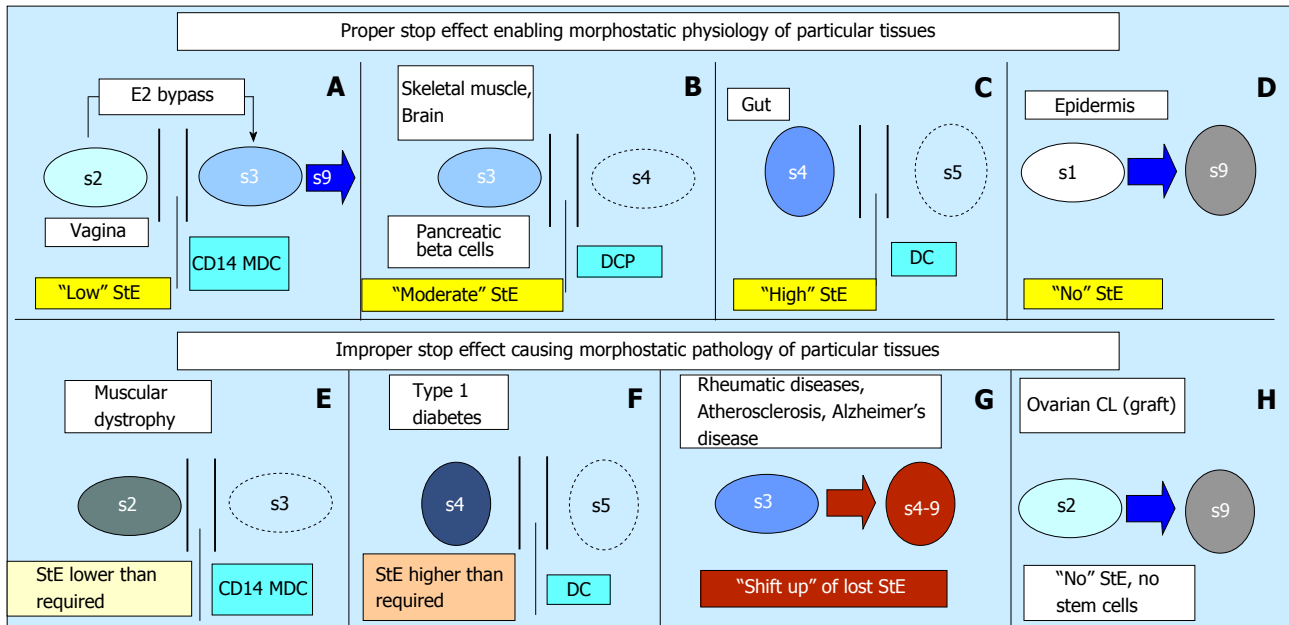 Proper stop effect enabling morphostatic physiology of particular tissues
A
E2 bypass
s2
s3
s9
Vagina
CD14 MDC
“Low” StE
B
Skeletal muscle,
Brain
s3
s4
Pancreatic
beta cells
DCP
“Moderate” StE
C
Gut
s4
s5
DC
“High” StE
D
Epidermis
s1
s9
“No” StE
Improper stop effect causing morphostatic pathology of particular tissues
E
Muscular
dystrophy
s2
s3
StE lower than
required
CD14 MDC
F
Type 1
diabetes
s4
s5
StE higher than
required
DC
G
Rheumatic diseases,
Atherosclerosis, Alzheimer’s
disease
s3
s4-9
“Shift up” of lost StE
H
Ovarian CL (graft)
s2
s9
“No” StE, no
stem cells